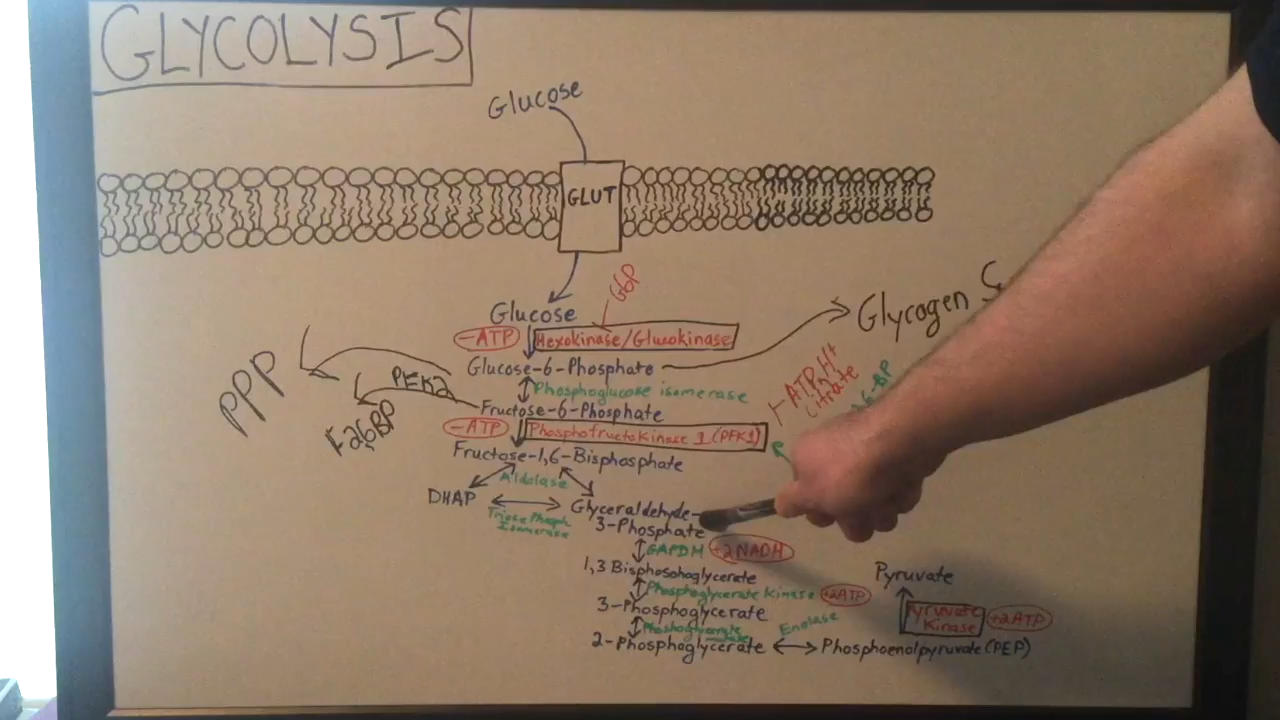 GLYCOLYSIS
Glucose
GLUT
G6P
Glucose
-ATP
Hexokinase/Glucokinase
Glycogen
Glucose-6-Phosphate
PPP
PFK2
Phosphoglucose isomerase
-ATP, H+
Citrate
6-BP
Fructose-6-Phosphate
F2,6BP
-ATP
Phosphofructokinase 1 (PFK1)
Fructose-1,6-Bisphosphate
Aldolase
DHAP
Glyceraldehyde-
3-Phosphate
Triose Phosph
Isomerase
GAPDH
+2NADH
1,3 Bisphosphoglycerate
Pyruvate
Phosphoglycerate Kinase
+2ATP
3-Phosphoglycerate
Pyruvate
Kinase
+2ATP
Phosphoglycerate
Enolase
2-Phosphoglycerate
Phosphoenolpyruvate (PEP)